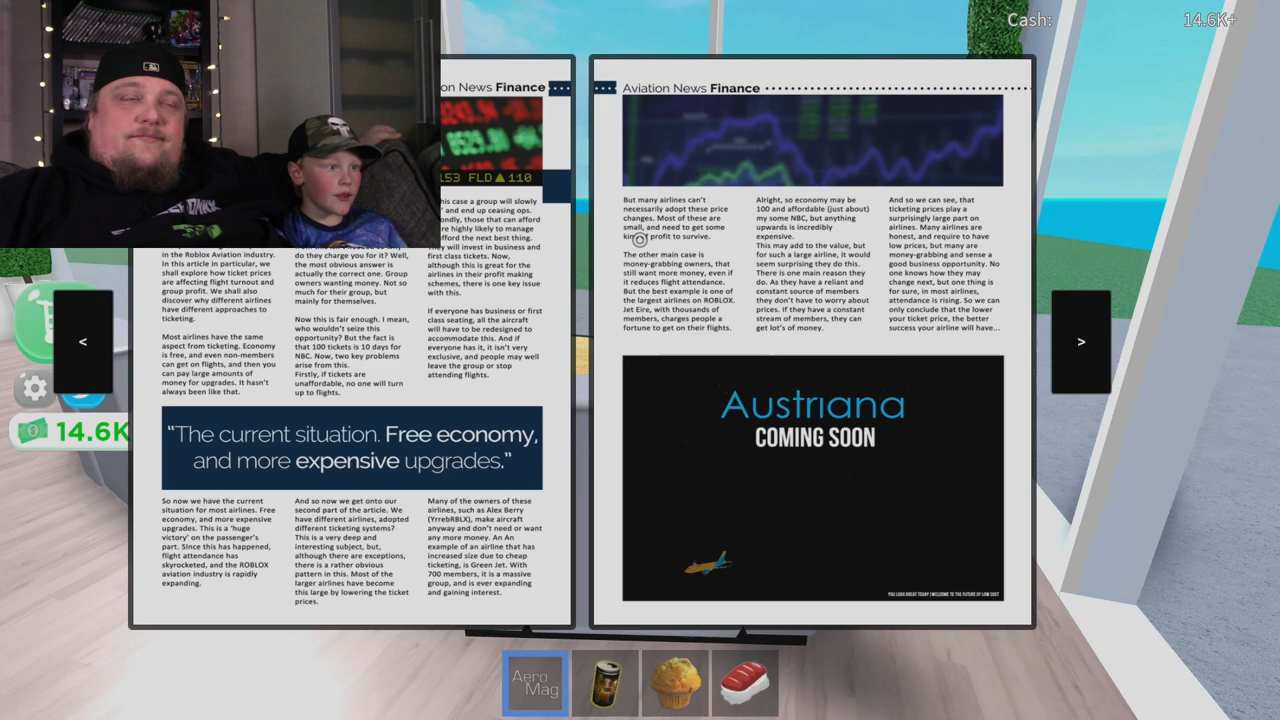 Cash: 14.6K+
on News Finance
153 FLD▲110
his case a group will slowly
' and end up ceasing ops.
ondly, those that can afford
re highly likely to manage
fford the next best thing.
hey will invest in business and
first class tickets. Now,
although this is great for the
airlines in their profit making
schemes, there is one key issue
with this.
If everyone has business or first
class seating, all the aircraft
will have to be redesigned to
accommodate this. And if
everyone has it, it isn't very
exclusive, and people may well
leave the group or stop
attending flights.
in the Roblox Aviation industry.
In this article in particular, we
shall explore how ticket prices
are affecting flight turnout and
group profit. We shall also
discover why different airlines
have different approaches to
ticketing.
Most airlines have the same
aspect from ticketing. Economy
is free, and even non-members
can get on flights, and then you
can pay large amounts of
money for upgrades. It hasn't
always been like that.
do they charge you for it? Well,
the most obvious answer is
actually the correct one. Group
owners wanting money. Not so
much for their group, but
mainly for themselves.
Now this is fair enough. I mean,
who wouldn't seize this
opportunity? But the fact is
that 100 tickets is 10 days for
NBC. Now, two key problems
arise from this.
Firstly, if tickets are
unaffordable, no one will turn
up to flights.
"The current situation. Free economy,
and more expensive upgrades."
So now we have the current
situation for most airlines. Free
economy, and more expensive
upgrades. This is a 'huge
victory' on the passenger's
part. SInce this has happened,
flight attendance has
skyrocketed, and the ROBLOX
aviation industry is rapidly
expanding.
And so now we get onto our
second part of the article. We
have different airlines, adopted
different ticketing systems?
This is a very deep and
interesting subject, but,
although there are exceptions,
there is a rather obvious
pattern in this. Most of the
larger airlines have become
this large by lowering the ticket
prices.
Many of the owners of these
airlines, such as Alex Berry
(YrrebRBLX), make aircraft
anyway and don't need or want
any more money. An An
example of an airline that has
increased size due to cheap
ticketing, is Green Jet. With
700 members, it is a massive
group, and is ever expanding
and gaining interest.
Aviation News Finance
But many airlines can't
necessarily adopt these price
changes. Most of these are
small, and need to get some
kind profit to survive.
The other main case is
money-grabbing owners, that
still want more money, even if
it reduces flight attendance.
But the best example is one of
the largest airlines on ROBLOX.
Jet Eire, with thousands of
members, charges people a
fortune to get on their flights.
Alright, so economy may be
100 and affordable (just about)
my some NBC, but anything
upwards is incredibly
expensive.
This may add to the value, but
for such a large airline, it would
seem surprising they do this.
There is one main reason they
do. As they have a reliant and
constant source of members
they don't have to worry about
prices. If they have a constant
stream of members, they can
get lot's of money.
And so we can see, that
ticketing prices play a
surprisingly large part on
airlines. Many airlines are
honest, and require to have
low prices, but many are
money-grabbing and sense a
good business opportunity. No
one knows how they may
change next, but one thing is
for sure, in most airlines,
attendance is rising. So we can
only conclude that the lower
your ticket price, the better
success your airline will have...
Austriana
COMING SOON
YOU LOOK GREAT TODAY | WELCOME TO THE FUTURE OF LOW COST
<
>
14.6K
Aero
Mag